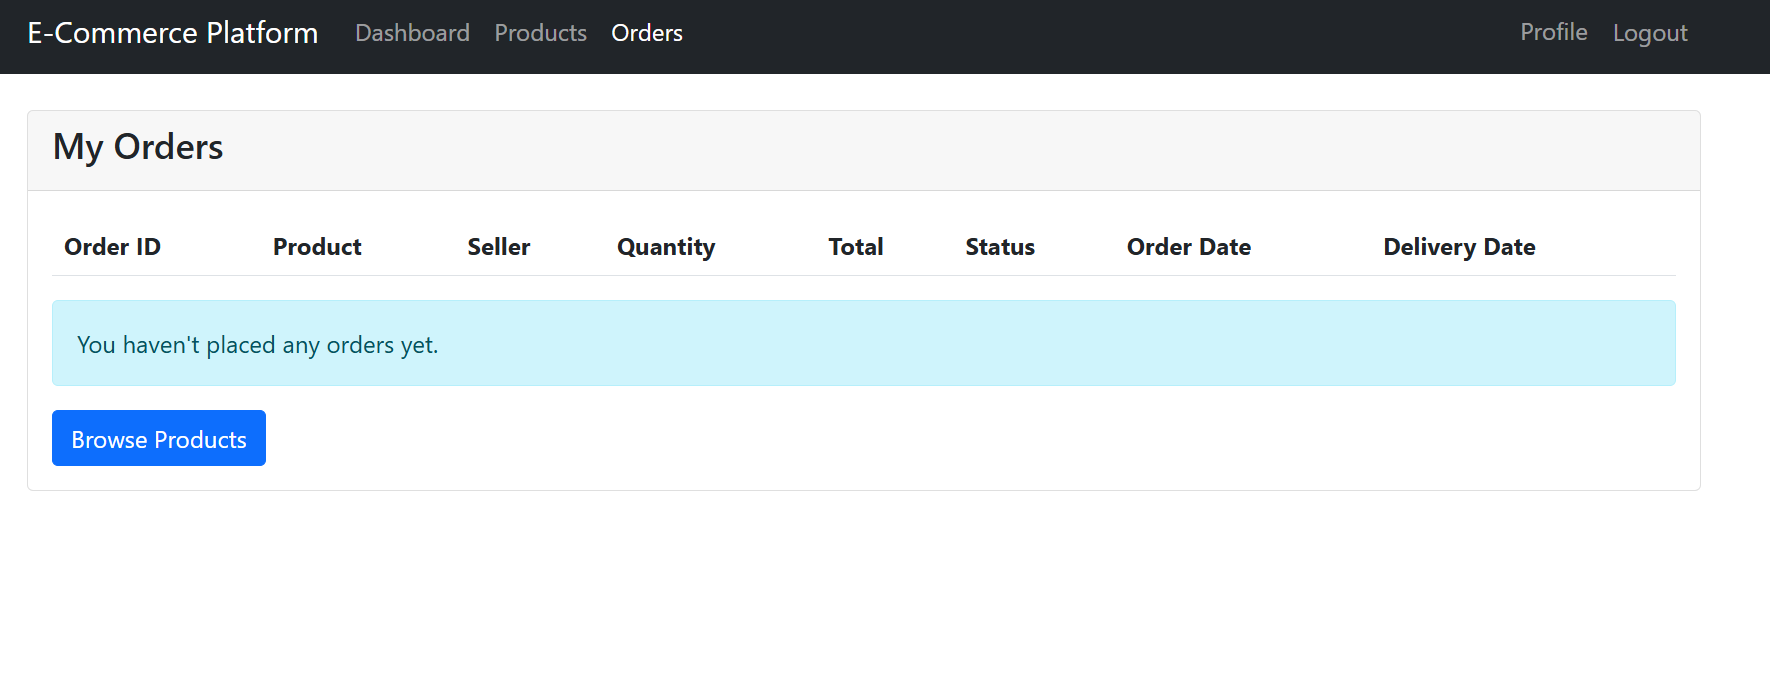 E-Commerce Platform Dashboard Products Orders Profile Logout
My Orders
Order ID Product Seller Quantity Total Status Order Date Delivery Date
You haven't placed any orders yet.
Browse Products